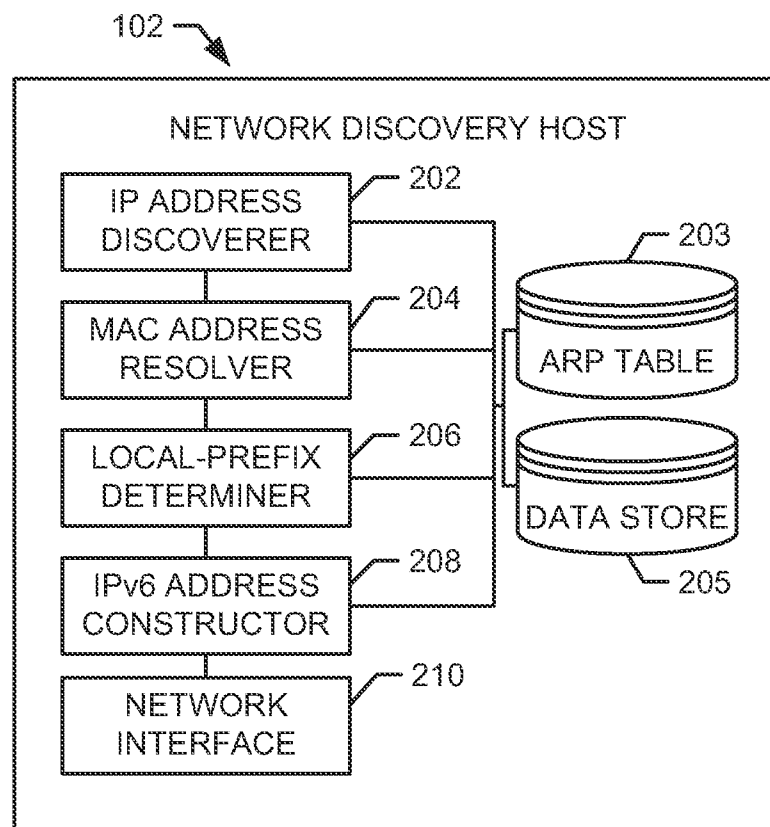 102
NETWORK DISCOVERY HOST
IP ADDRESS
DISCOVERER
202
MAC ADDRESS
RESOLVER
204
LOCAL-PREFIX
DETERMINER
206
IPv6 ADDRESS
CONSTRUCTOR
208
NETWORK
INTERFACE
210
203
ARP TABLE
DATA STORE
205